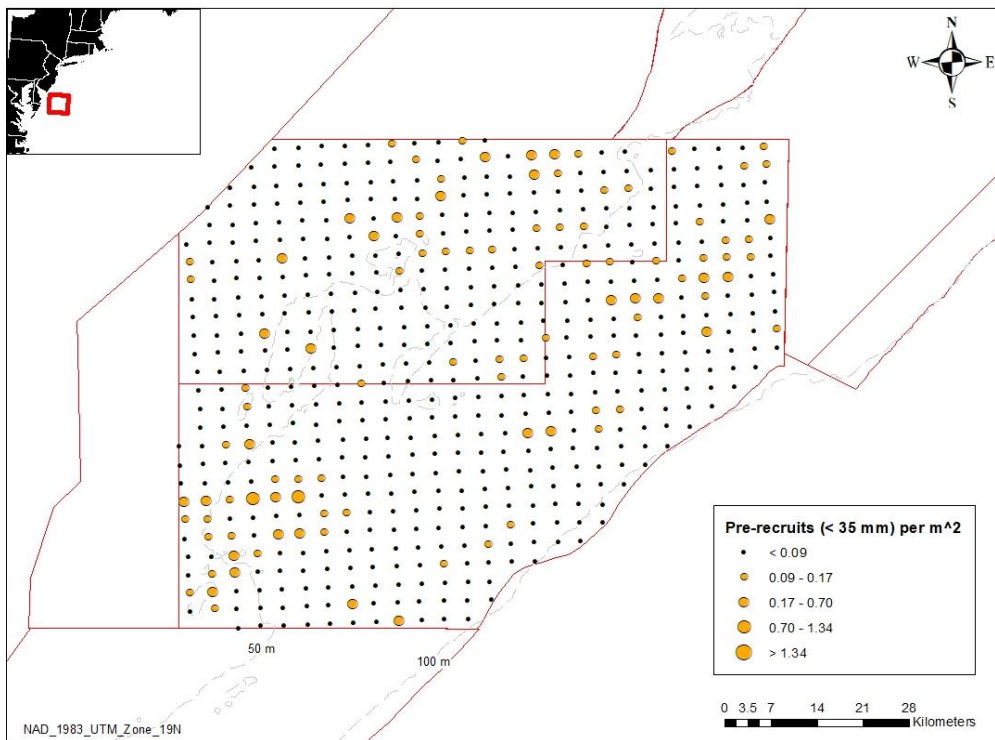 N
W E
S
Pre-recruits (< 35 mm) per m^2
< 0.09
0.09 - 0.17
0.17 - 0.70
0.70 - 1.34
> 1.34
50 m
100 m
0 3.5 7 14 21 28
Kilometers
NAD_1983_UTM_Zone_19N